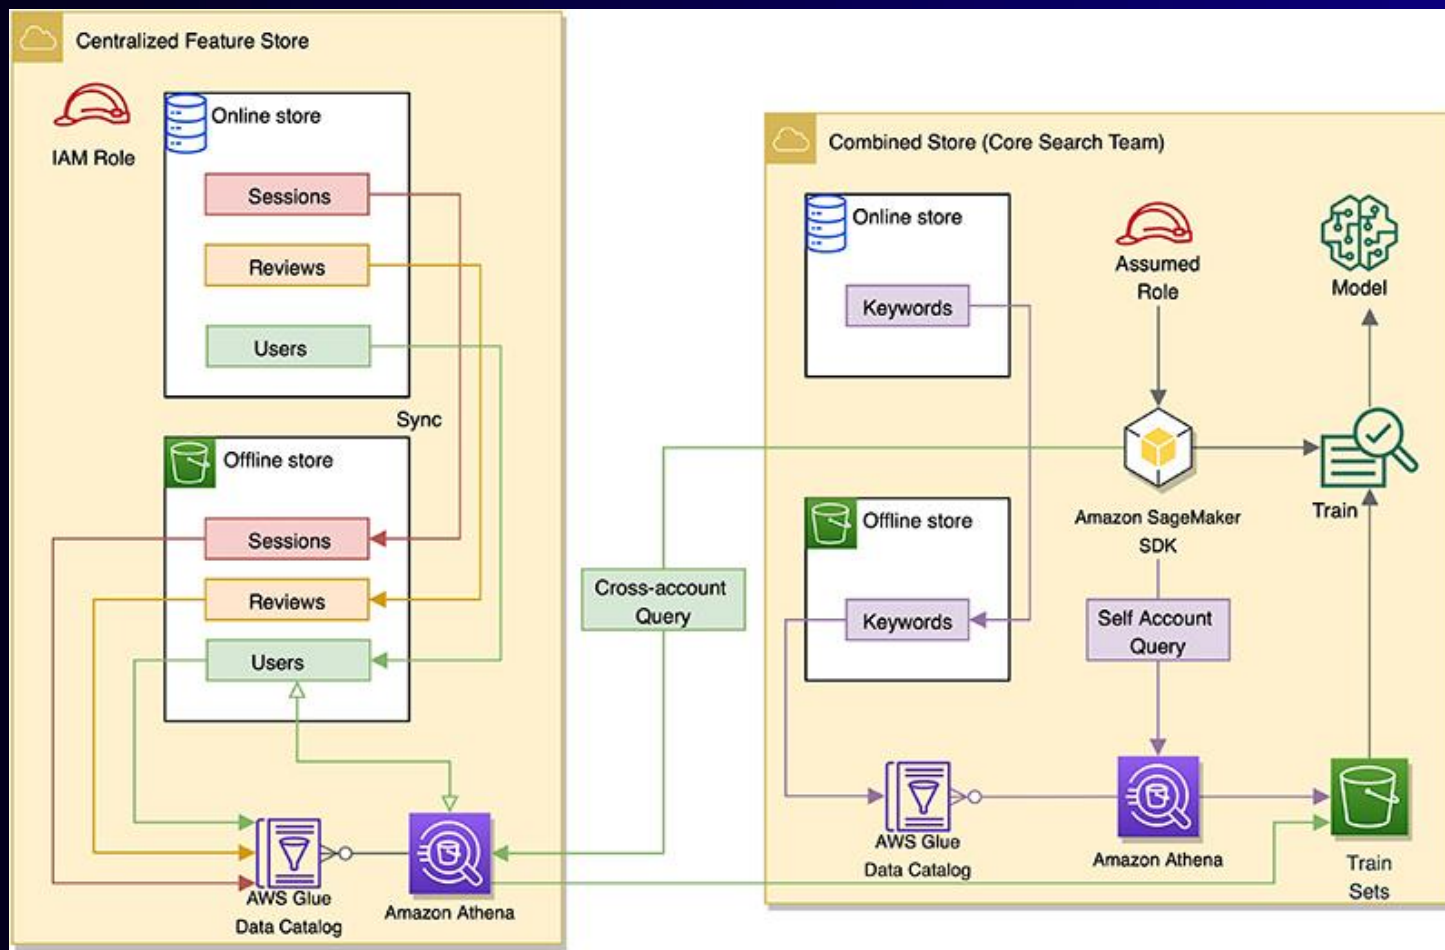 Centralized Feature Store
IAM Role
Online store
Sessions
Reviews
Users
Sync
Offline store
Sessions
Reviews
Users
AWS Glue
Data Catalog
Amazon Athena
Cross-account
Query
Combined Store (Core Search Team)
Online store
Keywords
Assumed
Role
Model
Offline store
Keywords
Amazon SageMaker
SDK
Train
Self Account
Query
AWS Glue
Data Catalog
Amazon Athena
Train
Sets